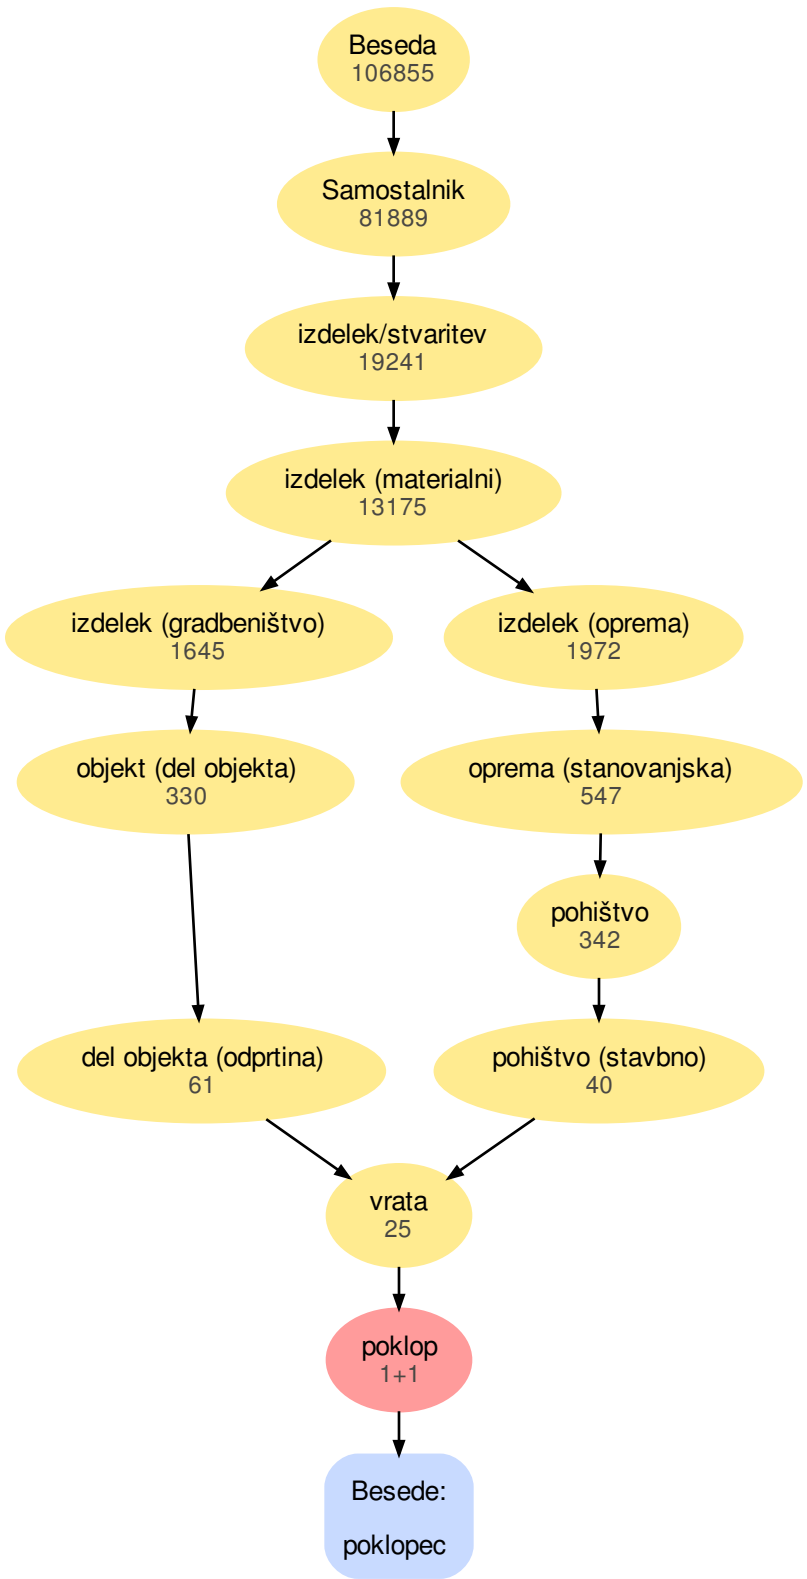 Beseda
106855
Samostalnik
81889
izdelek/stvaritev
19241
izdelek (materialni)
13175
izdelek (gradbeništvo)
1645
izdelek (oprema)
1972
objekt (del objekta)
330
oprema (stanovanjska)
547
pohištvo
342
del objekta (odprtina)
61
pohištvo (stavbno)
40
vrata
25
poklop
1+1
Besede:
poklopec